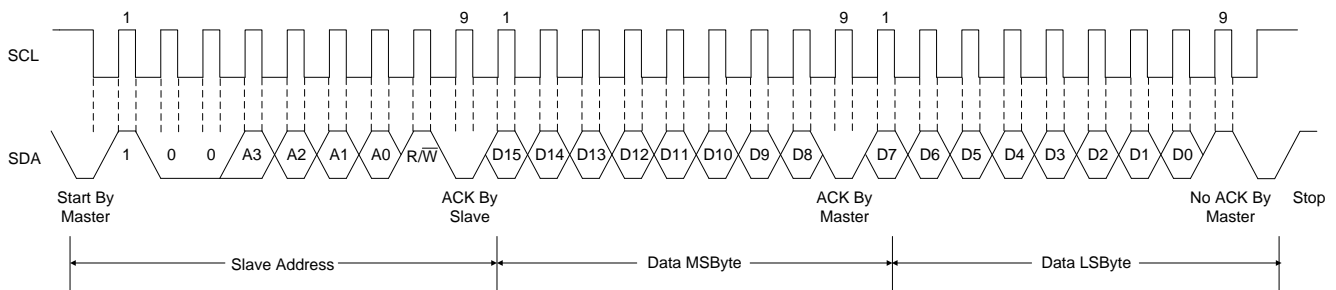 1 9 1 9 1 9
SCL
SDA 1 0 0 A3 A2 A1 A0 R/W̅ D15 D14 D13 D12 D11 D10 D9 D8 D7 D6 D5 D4 D3 D2 D1 D0
Start By
Master
ACK By
Slave
ACK By
Master
No ACK By
Master
Stop
Slave Address Data MSByte Data LSByte